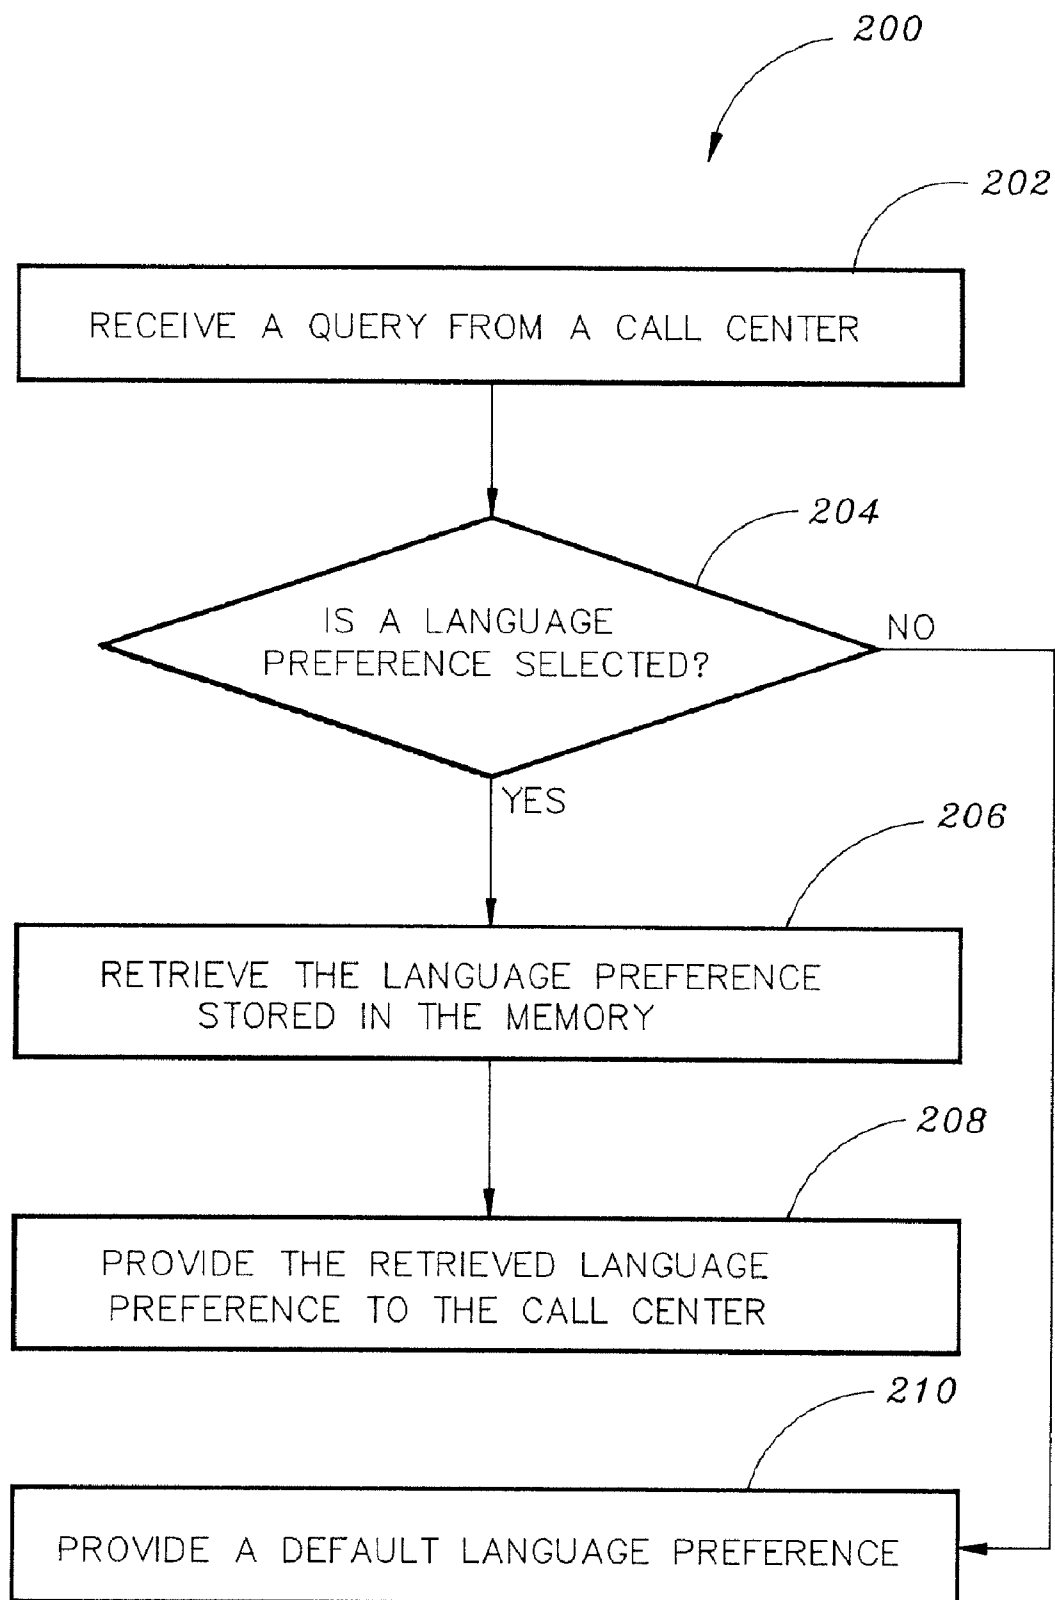 200
202
RECEIVE A QUERY FROM A CALL CENTER
204
IS A LANGUAGE
PREFERENCE SELECTED?
NO
YES
206
RETRIEVE THE LANGUAGE PREFERENCE
STORED IN THE MEMORY
208
PROVIDE THE RETRIEVED LANGUAGE
PREFERENCE TO THE CALL CENTER
210
PROVIDE A DEFAULT LANGUAGE PREFERENCE